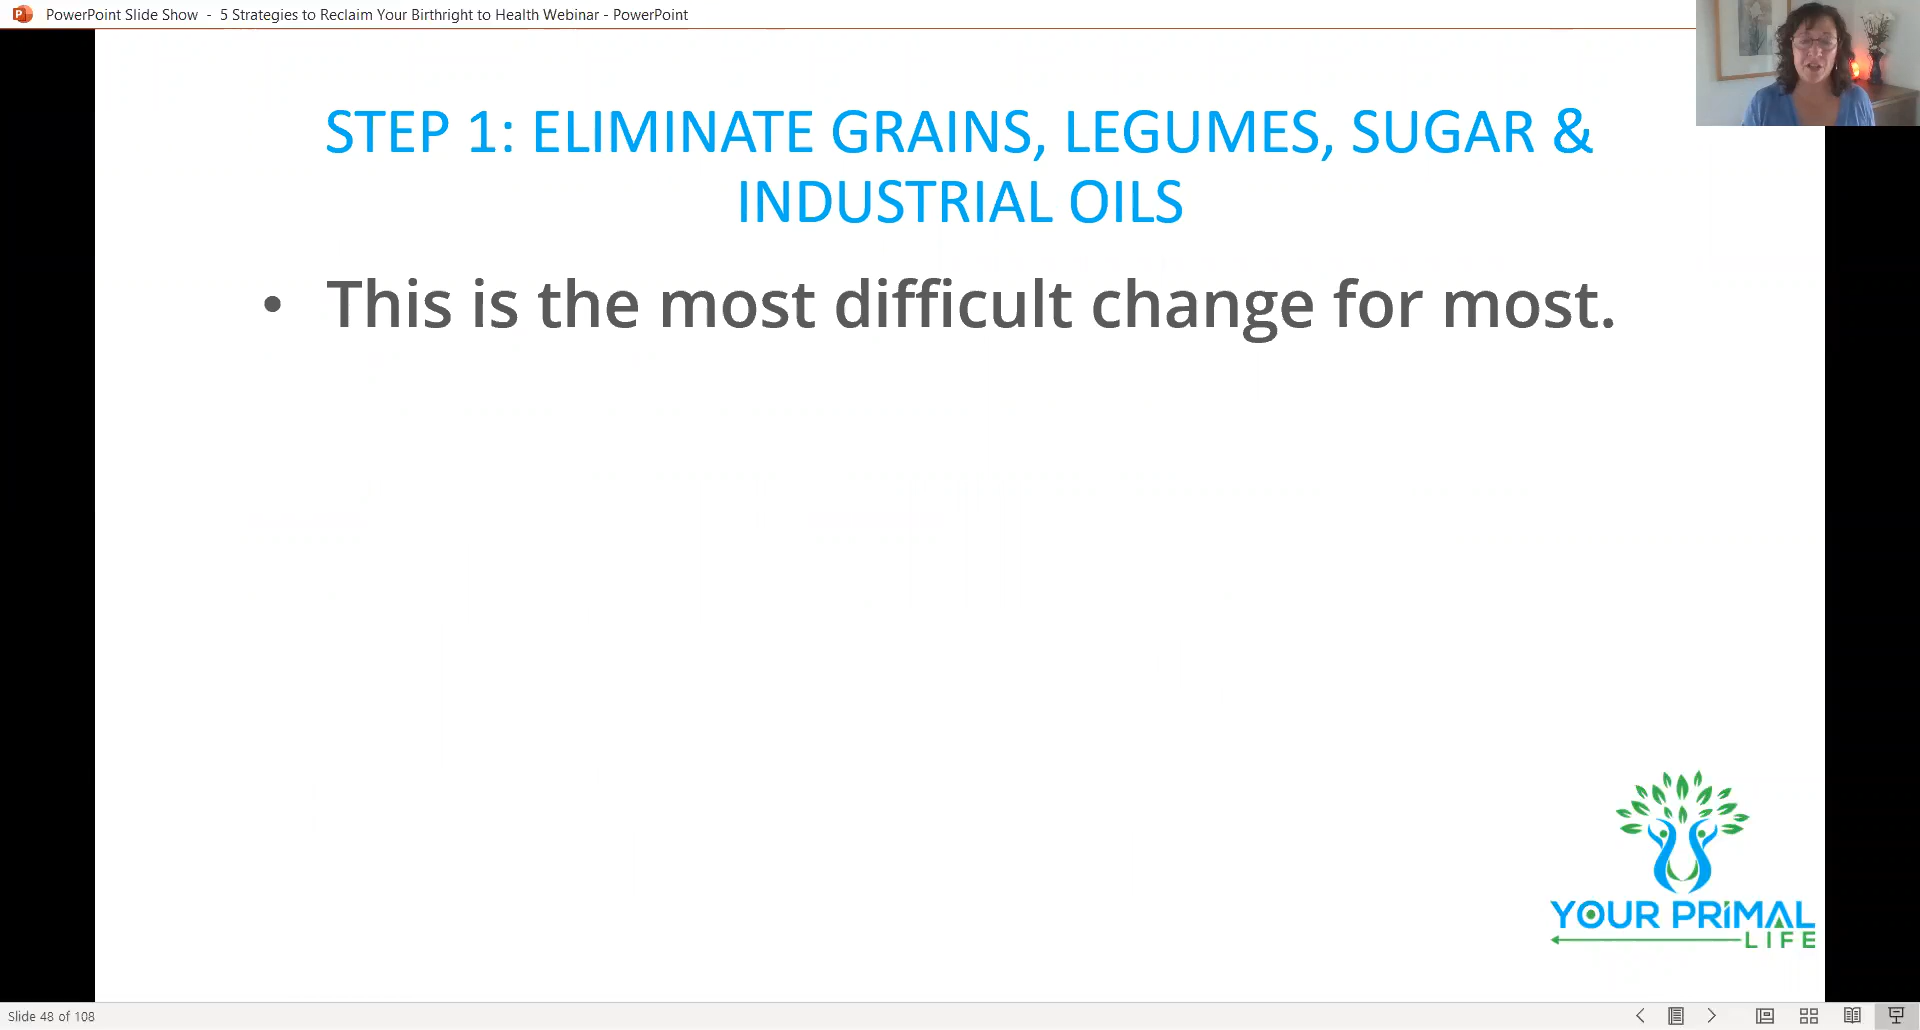 PowerPoint Slide Show - 5 Strategies to Reclaim Your Birthright to Health Webinar - PowerPoint
STEP 1: ELIMINATE GRAINS, LEGUMES, SUGAR &
INDUSTRIAL OILS
• This is the most difficult change for most.
YOUR PRIMAL
LIFE
Slide 48 of 108